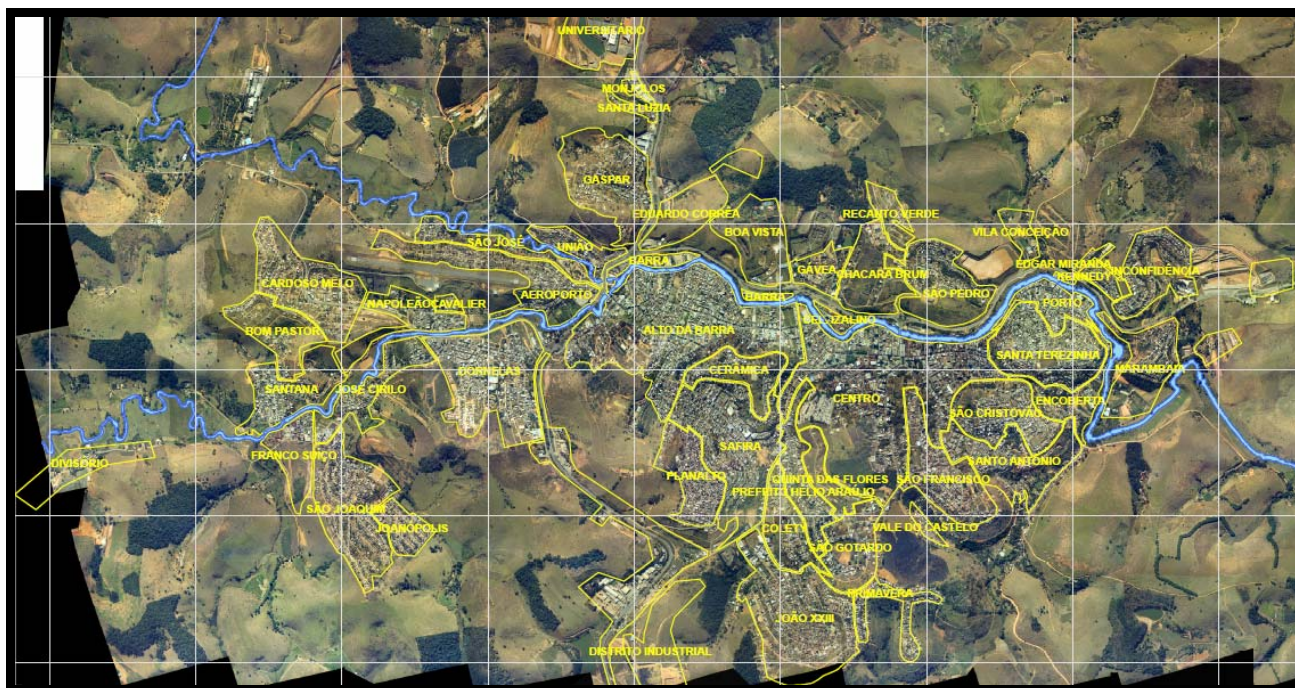 UNIVERSITÁRIO
MONJOLOS
SANTA LUZIA
GASPAR
EDUARDO CORRÊA
RECANTO VERDE
BOA VISTA
VILA CONCEIÇÃO
SÃO JOSÉ
UNIÃO
BARRA
GÁVEA
CHÁCARA BRUM
EDGAR MIRANDA
KENNEDY
INCONFIDENCIA
CARDOSO MELO
NAPOLEÃO
CAVALIER
AEROPORTO
BARRA
SÃO PEDRO
PORTO
BOM PASTOR
ALTO DA BARRA
CEL. IZALINO
SANTA TEREZINHA
MARAMBAIA
SANTANA
JOSÉ CIRILO
DORNELAS
CERÂMICA
CENTRO
ENCOBERTA
SÃO CRISTOVÃO
FRANCO SUIÇO
SAFIRA
DIVISÓRIO
SANTO ANTÔNIO
PLANALTO
QUINTA DAS FLORES
SÃO FRANCISCO
PREFEITO HÉLIO ARAÚJO
SÃO JOAQUIM
JOANÓPOLIS
COLETY
VALE DO CASTELO
SÃO GOTARDO
PRIMAVERA
JOÃO XXIII
DISTRITO INDUSTRIAL